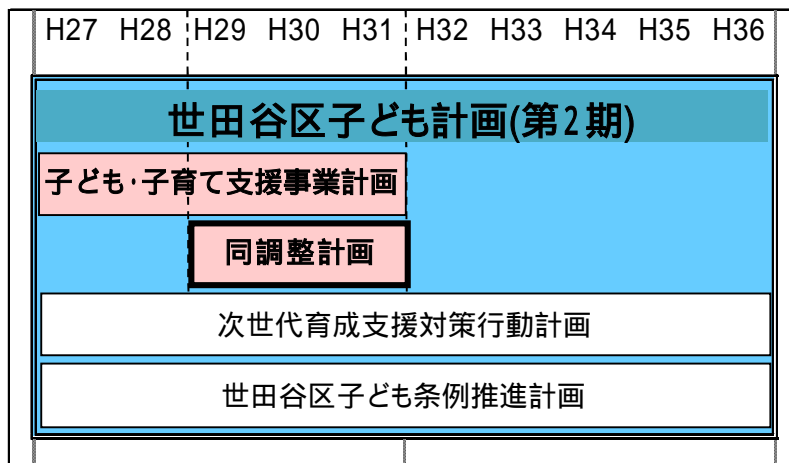 H27 H28 H29 H30 H31 H32 H33 H34 H35 H36
世田谷区子ども計画(第2期)
子ども・子育て支援事業計画
同調整計画
次世代育成支援対策行動計画
世田谷区子ども条例推進計画